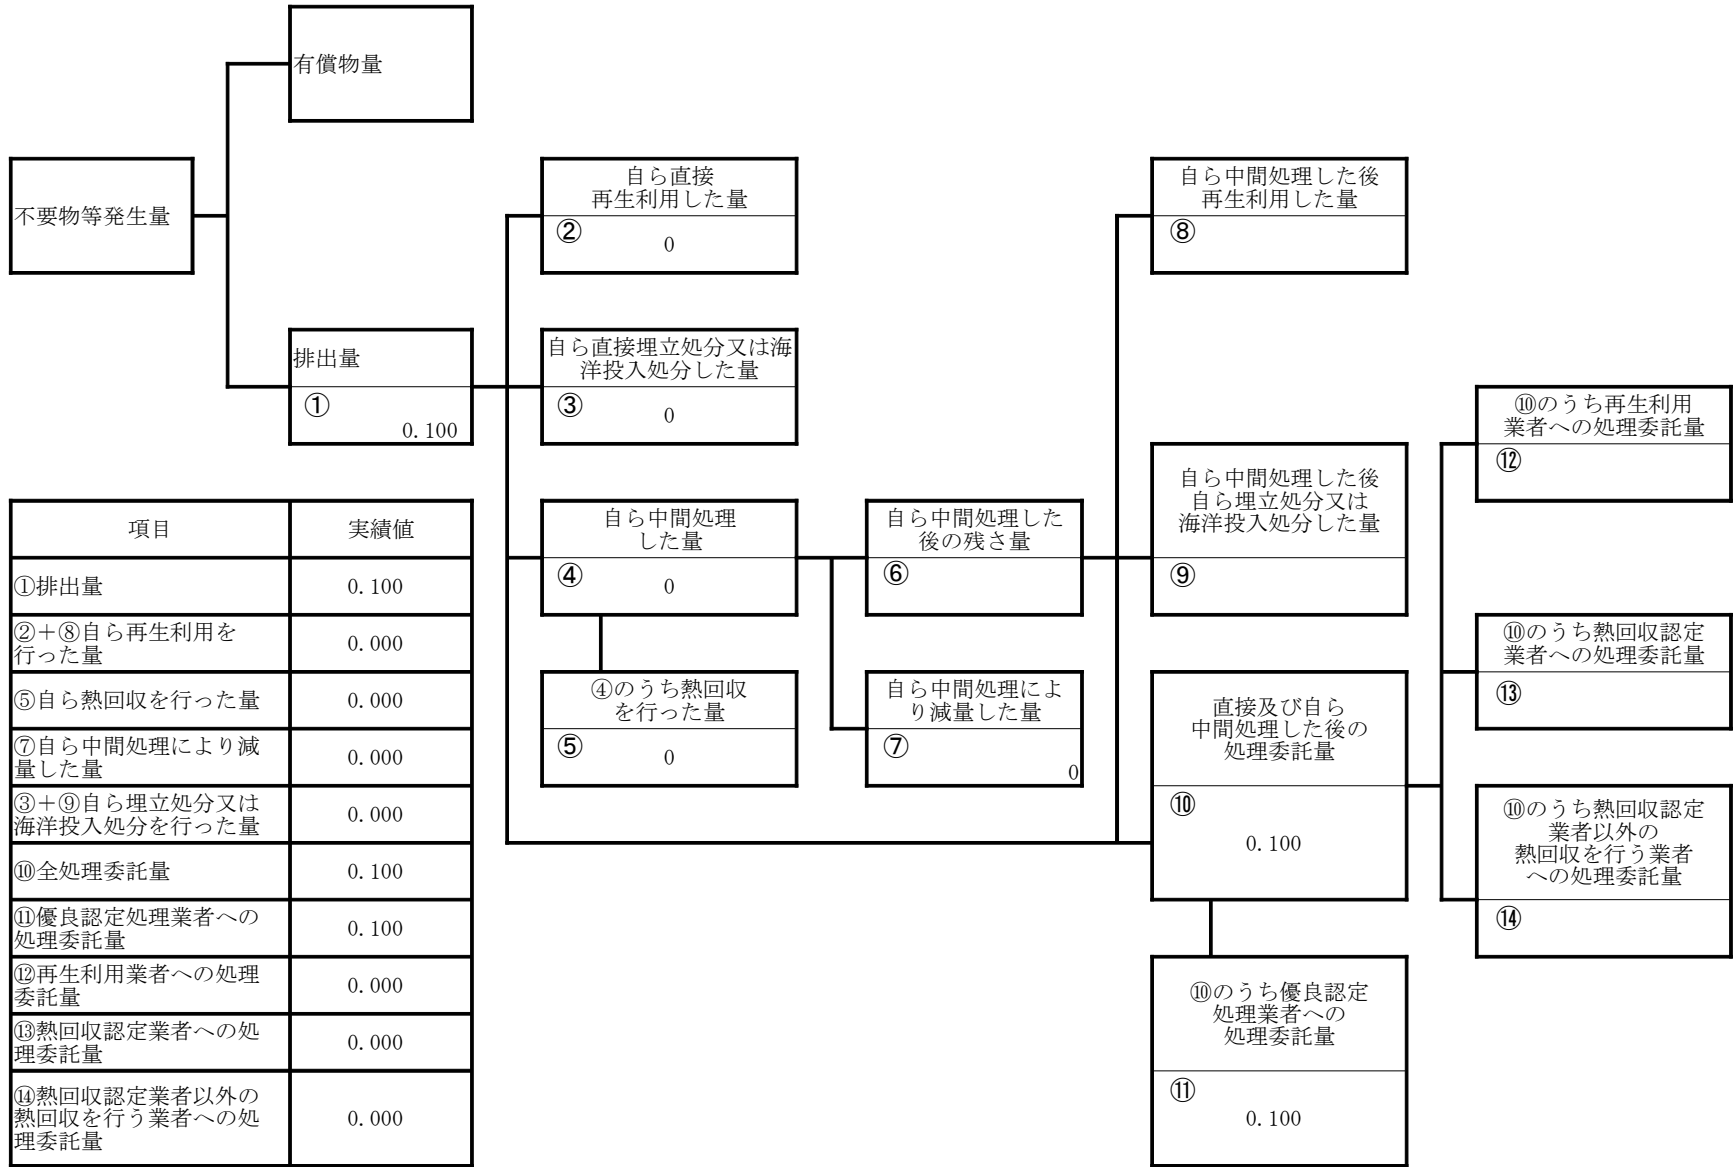 有償物量
不要物等発生量
自ら直接
再生利用した量
②
0
自ら中間処理した後
再生利用した量
⑧
排出量
①
0.100
自ら直接埋立処分又は海
洋投入処分した量
③
0
⑩のうち再生利用
業者への処理委託量
⑫
自ら中間処理
した量
④
0
自ら中間処理した
後の残さ量
⑥
自ら中間処理した後
自ら埋立処分又は
海洋投入処分した量
⑨
⑩のうち熱回収認定
業者への処理委託量
⑬
④のうち熱回収
を行った量
⑤
0
自ら中間処理によ
り減量した量
⑦
0
直接及び自ら
中間処理した後の
処理委託量
⑩
0.100
⑩のうち熱回収認定
業者以外の
熱回収を行う業者
への処理委託量
⑭
⑩のうち優良認定
処理業者への
処理委託量
⑪
0.100
項目
実績値
①排出量
0.100
②+⑧自ら再生利用を
行った量
0.000
⑤自ら熱回収を行った量
0.000
⑦自ら中間処理により減
量した量
0.000
③+⑨自ら埋立処分又は
海洋投入処分を行った量
0.000
⑩全処理委託量
0.100
⑪優良認定処理業者への
処理委託量
0.100
⑫再生利用業者への処理
委託量
0.000
⑬熱回収認定業者への処
理委託量
0.000
⑭熱回収認定業者以外の
熱回収を行う業者への処
理委託量
0.000